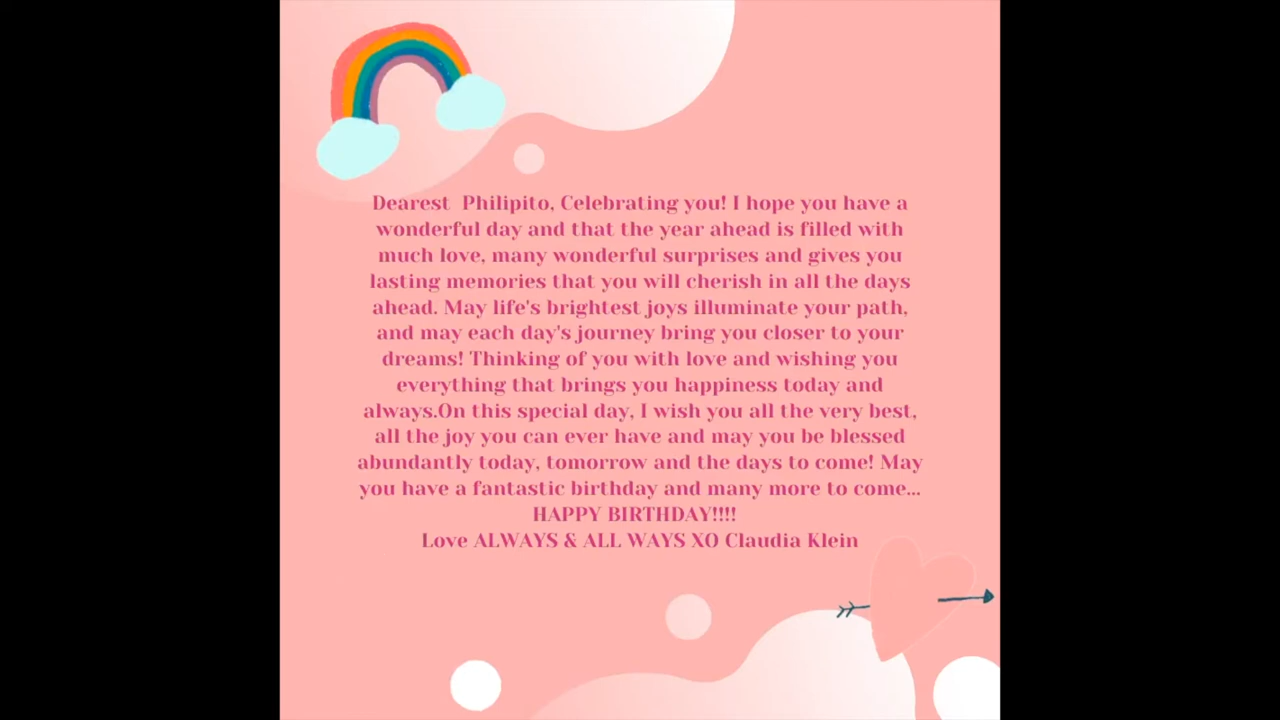 Dearest  Philipito, Celebrating you! I hope you have a
wonderful day and that the year ahead is filled with
much love, many wonderful surprises and gives you
lasting memories that you will cherish in all the days
ahead. May life's brightest joys illuminate your path,
and may each day's journey bring you closer to your
dreams! Thinking of you with love and wishing you
everything that brings you happiness today and
always.On this special day, I wish you all the very best,
all the joy you can ever have and may you be blessed
abundantly today, tomorrow and the days to come! May
you have a fantastic birthday and many more to come...
HAPPY BIRTHDAY!!!!
Love ALWAYS & ALL WAYS XO Claudia Klein